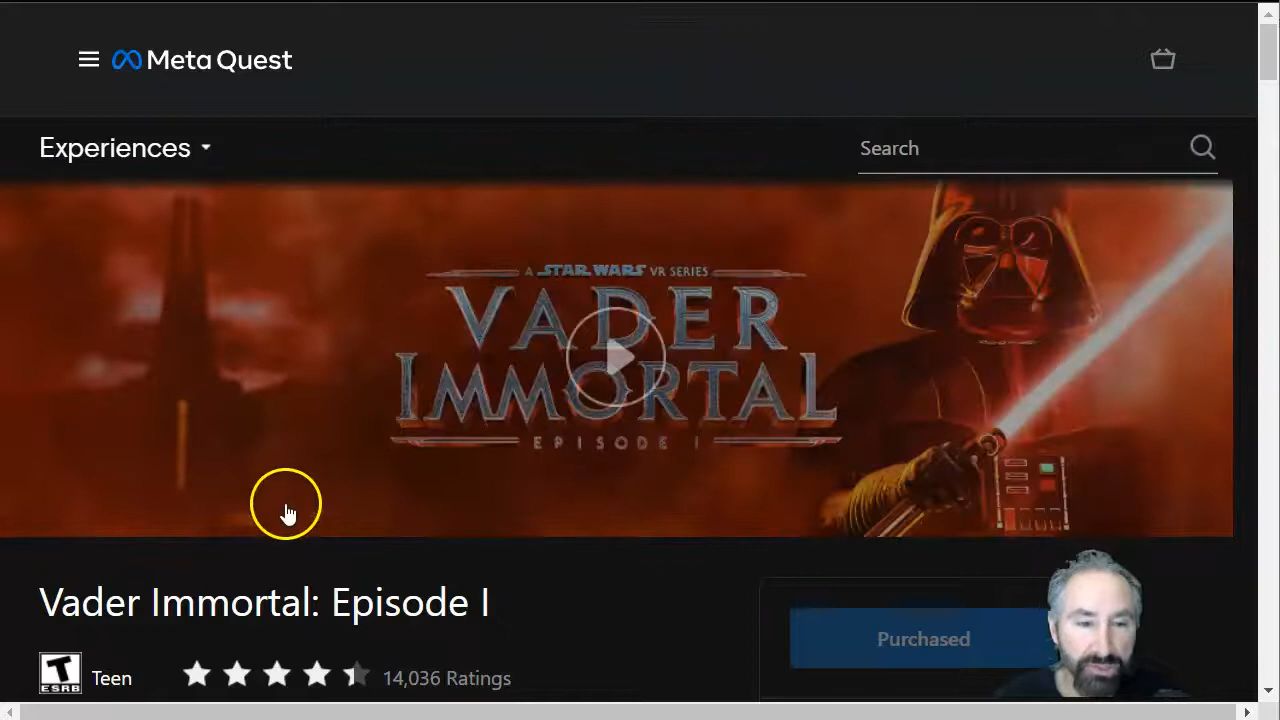 Meta Quest
Experiences
Search
A STAR WARS VR SERIES
VADER
IMMORTAL
EPISODE I
Vader Immortal: Episode I
T
ESRB
Teen
14,036 Ratings
Purchased